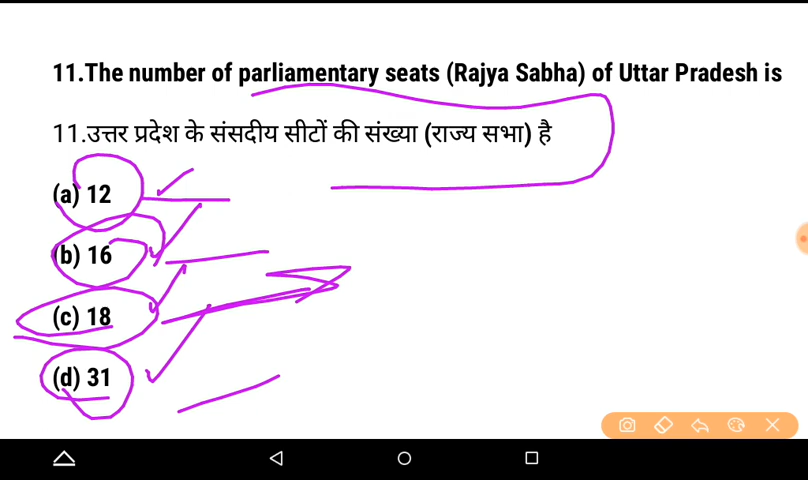 11.The number of parliamentary seats (Rajya Sabha) of Uttar Pradesh is
11.उत्तर प्रदेश के संसदीय सीटों की संख्या (राज्य सभा) है
(a) 12
(b) 16
(c) 18
(d) 31